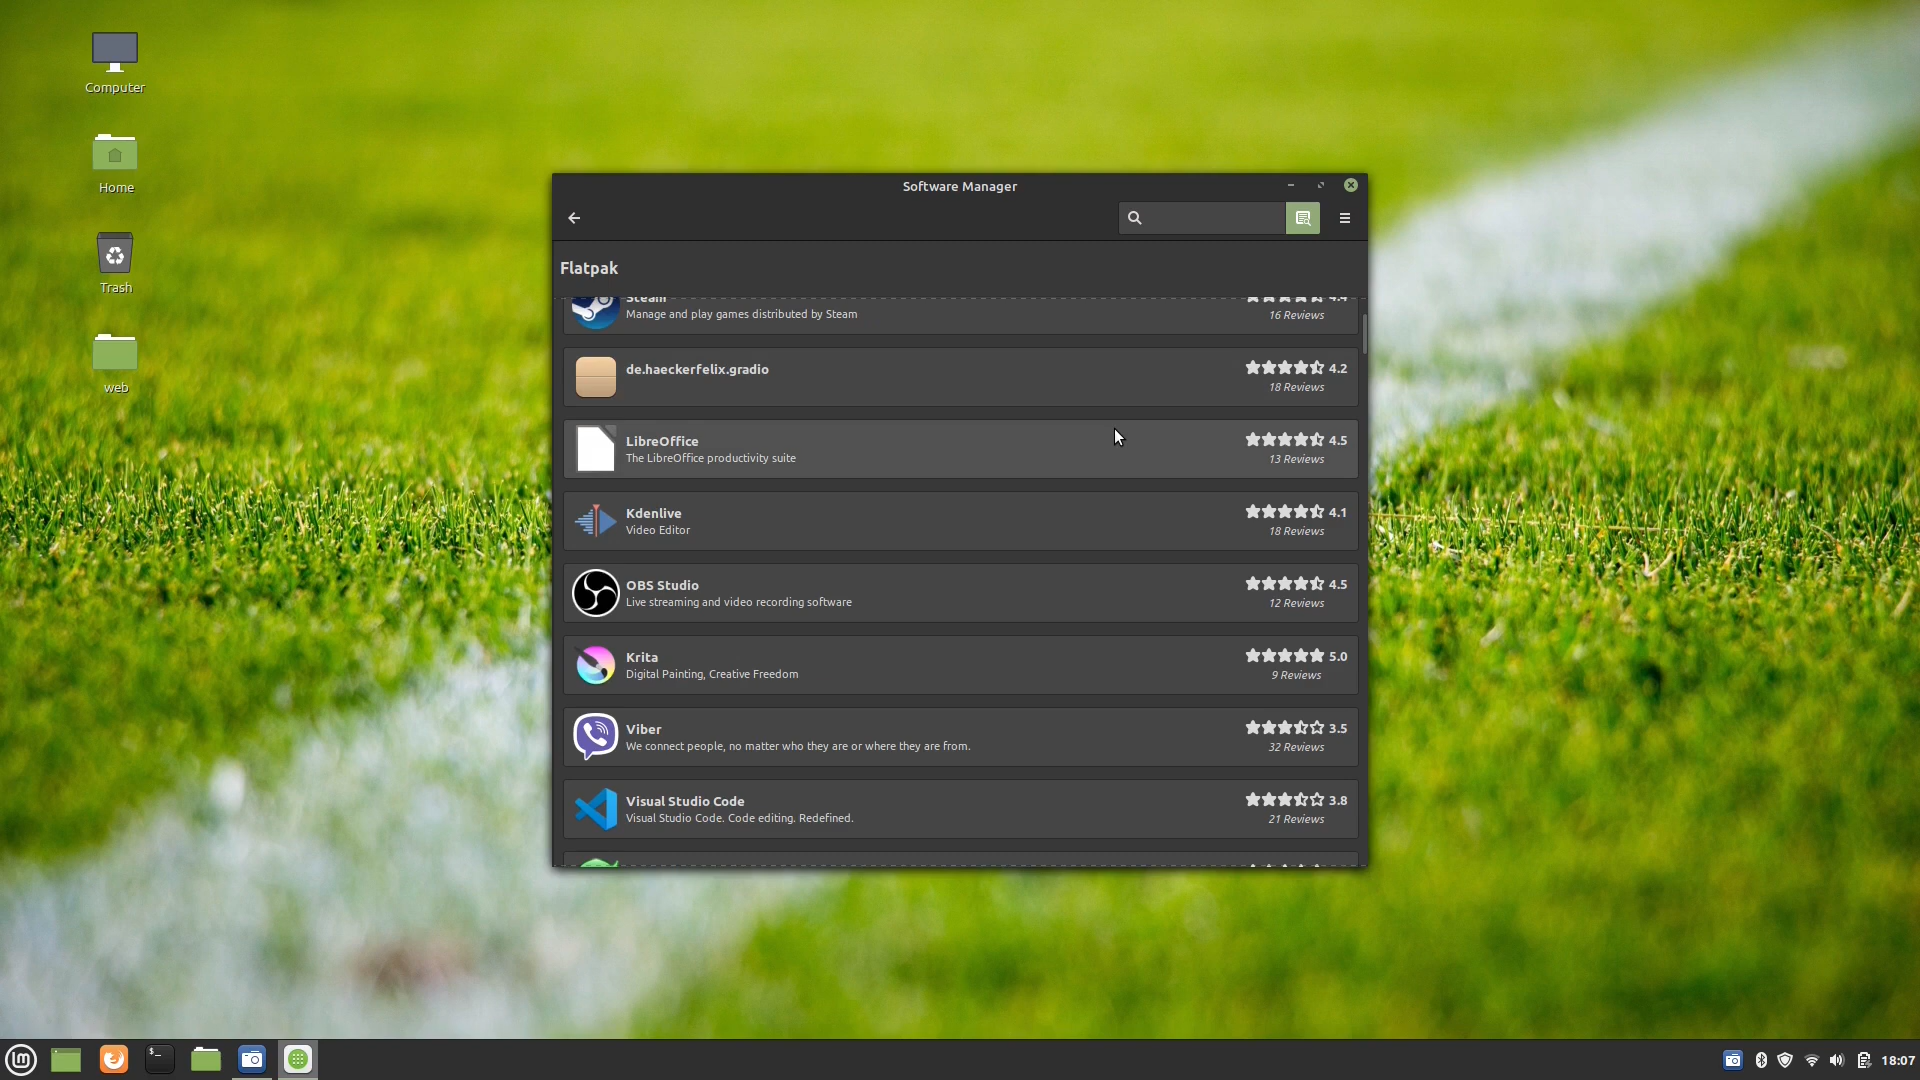 Computer
Home
Trash
web
Software Manager
Flatpak
Steam
4.4
Manage and play games distributed by Steam
16 Reviews
de.haeckerfelix.gradio
4.2
18 Reviews
LibreOffice
4.5
The LibreOffice productivity suite
13 Reviews
Kdenlive
4.1
Video Editor
18 Reviews
OBS Studio
4.5
Live streaming and video recording software
12 Reviews
Krita
5.0
Digital Painting, Creative Freedom
9 Reviews
Viber
3.5
We connect people, no matter who they are or where they are from.
32 Reviews
Visual Studio Code
3.8
Visual Studio Code. Code editing. Redefined.
21 Reviews
18:07